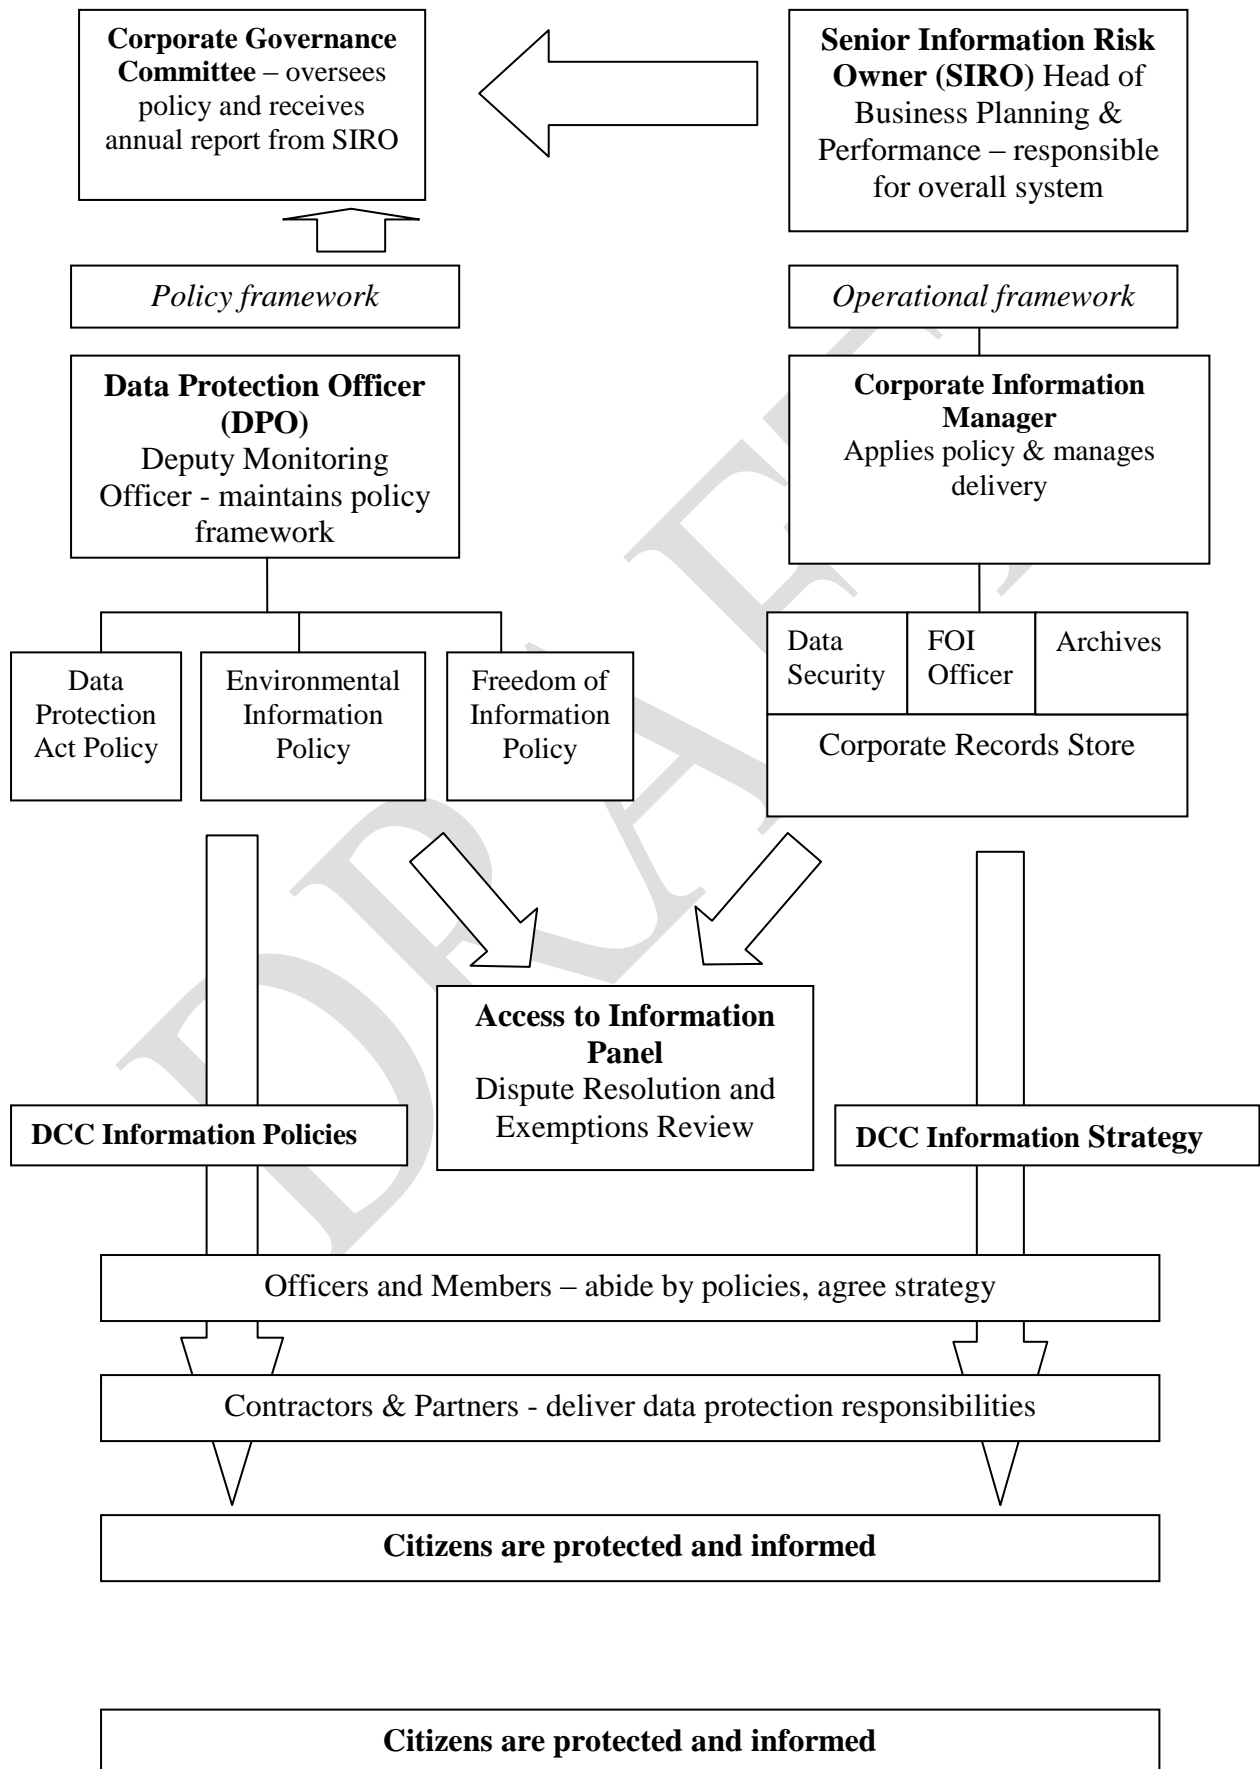 Corporate Governance
Committee – oversees
policy and receives
annual report from SIRO
Senior Information Risk
Owner (SIRO) Head of
Business Planning &
Performance – responsible
for overall system
Policy framework
Operational framework
Data Protection Officer
(DPO)
Deputy Monitoring
Officer - maintains policy
framework
Corporate Information
Manager
Applies policy & manages
delivery
Data
Protection
Act Policy
Environmental
Information
Policy
Freedom of
Information
Policy
Data
Security
FOI
Officer
Archives
Corporate Records Store
Access to Information
Panel
Dispute Resolution and
Exemptions Review
DCC Information Policies
DCC Information Strategy
Officers and Members – abide by policies, agree strategy
Contractors & Partners - deliver data protection responsibilities
Citizens are protected and informed
Citizens are protected and informed
DRAFT